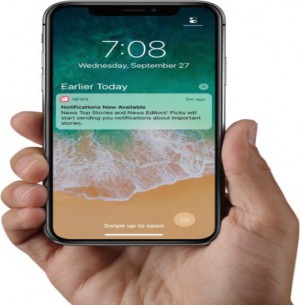 7:08
Wednesday, September 27
Earlier Today
NEWS 5m ago
Notifications Now Available
News Top Stories and News Editors' Picks will
start sending you notifications about important
stories.
Swipe up to open